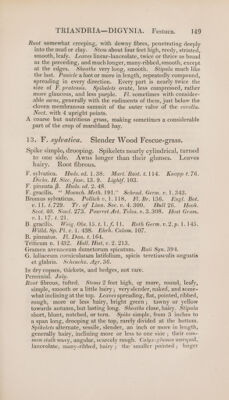 TRIANDRIA—DIGYNIA. Festuca. 149
Root somewhat creeping, with downy fibres, penetrating deeply
into the mud or clay. Stem about four feet high, reedy, striated,
smooth, leafy. Leaves linear-lanceolate, twice or thrice as broad
as the preceding, and much longer, many-ribbed, smooth, except
at the edges. Sheaths very long, smooth. Stipula much like
the last. Panicle a foot or more in length, repeatedly compound,
spreading in every direction. Every part is nearly twice the
size of F. pratensis. Spikelets ovate, less compressed, rather
more glaucous, and less purple. Fl. sometimes with consider-
able awns, generally with the rudiments of them, just below the
cloven membranous summit of the outer valve of the corolla.
Nect. with 4 upright points.
A coarse but nutritious grass, making sometimes a considerable
part of the crop of marshland hay.
13. F. sylvatica. Slender Wood Fescue-grass.
Spike simple, drooping. Spikelets nearly cylindrical, turned
to one side. Awns longer than their glumes. Leaves
hairy. Root fibrous.
F. sylvatica. Huds. ed. 1. 38. Mart. Rust. t. 114. Knapp t. 76.
Dicks. H. Sicc. fasc. 13. 9. Lightf. 103.
F. pinnata β. Huds. ed. 2. 48.
F. gracilis. "Moench. Meth. 191." Schrad. Germ. v. 1. 343.
Bromus sylvaticus. Pollich v. 1. 118. Fl. Br. 136. Engl. Bot.
v. 11. t. 729. Tr. of Linn. Soc. v. 4. 300. Hull 26. Hook.
Scot. 40. Nov. 273. Pourret Act. Tolos. v. 3. 308. Host Gram.
v. 1. 17. t. 21.
B. gracilis. Weig. Obs. 15. t. 1. f. 11. Roth Germ. v. 2. p. 1. 145.
Willd. Sp. Pl. v. 1. 438. Ehrh. Calam. 107.
B. pinnatus. Fl. Dan. t. 164.
Triticum n. 1432. Hall. Hist. v. 2. 213.
Gramen avenaceum dumetorum spicatum. Raii Syn. 394.
G. loliaceum corniculatum latifolium, spicis teretiusculis angustis
et glabris. Scheuchz. Agr. 36.
In dry copses, thickets, and hedges, not rare.
Perennial. July.
Root fibrous, tufted. Stems 2 feet high, or more, round, leafy,
simple, smooth or a little hairy; very slender, naked, and some-
what inclining at the top. Leaves spreading, flat, pointed, ribbed,
rough, more or less hairy, bright green; tawny or yellow
towards autumn, but lasting long. Sheaths close, hairy. Stipula
short, blunt, notched, or torn. Spike simple, from 3 inches to
a span long, drooping at the top, rarely divided at the bottom.
Spikelets alternate, sessile, slender, an inch or more in length,
generally hairy, inclining more or less to one side; their com-
mon stalk wavy, angular, scarcely rough. Calyx-glumes unequal,
lanceolate, many-ribbed, hairy; the smaller pointed; larger